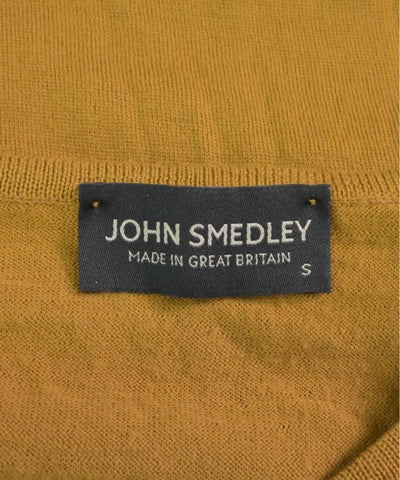 JOHN SMEDLEY
MADE IN GREAT BRITAIN
S